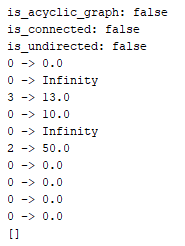 is_acyclic_graph: false
is_connected: false
is_undirected: false
0 -> 0.0
0 -> Infinity
3 -> 13.0
0 -> 10.0
0 -> Infinity
2 -> 50.0
0 -> 0.0
0 -> 0.0
0 -> 0.0
0 -> 0.0
[]